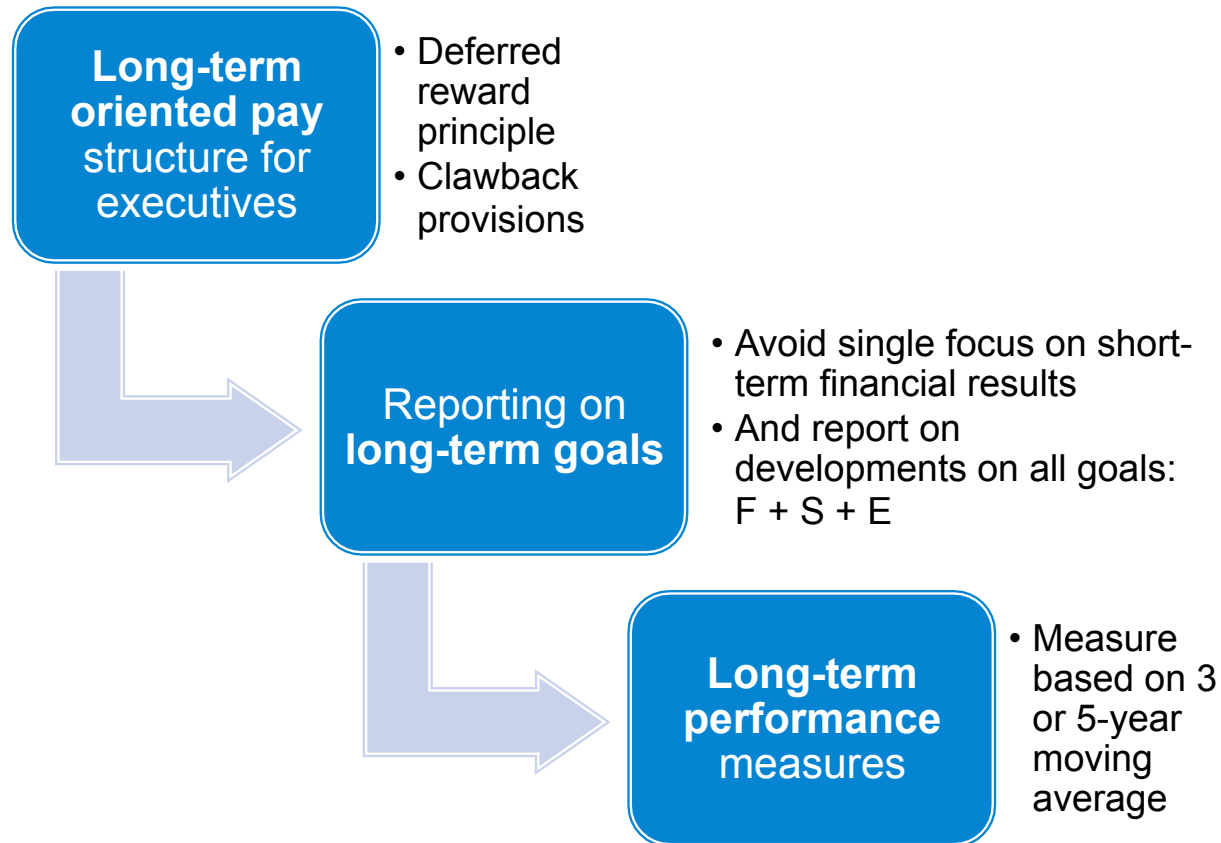 Long-term
oriented pay
structure for
executives
• Deferred
reward
principle
• Clawback
provisions
Reporting on
long-term goals
• Avoid single focus on short-
term financial results
• And report on
developments on all goals:
F + S + E
Long-term
performance
measures
• Measure
based on 3
or 5-year
moving
average